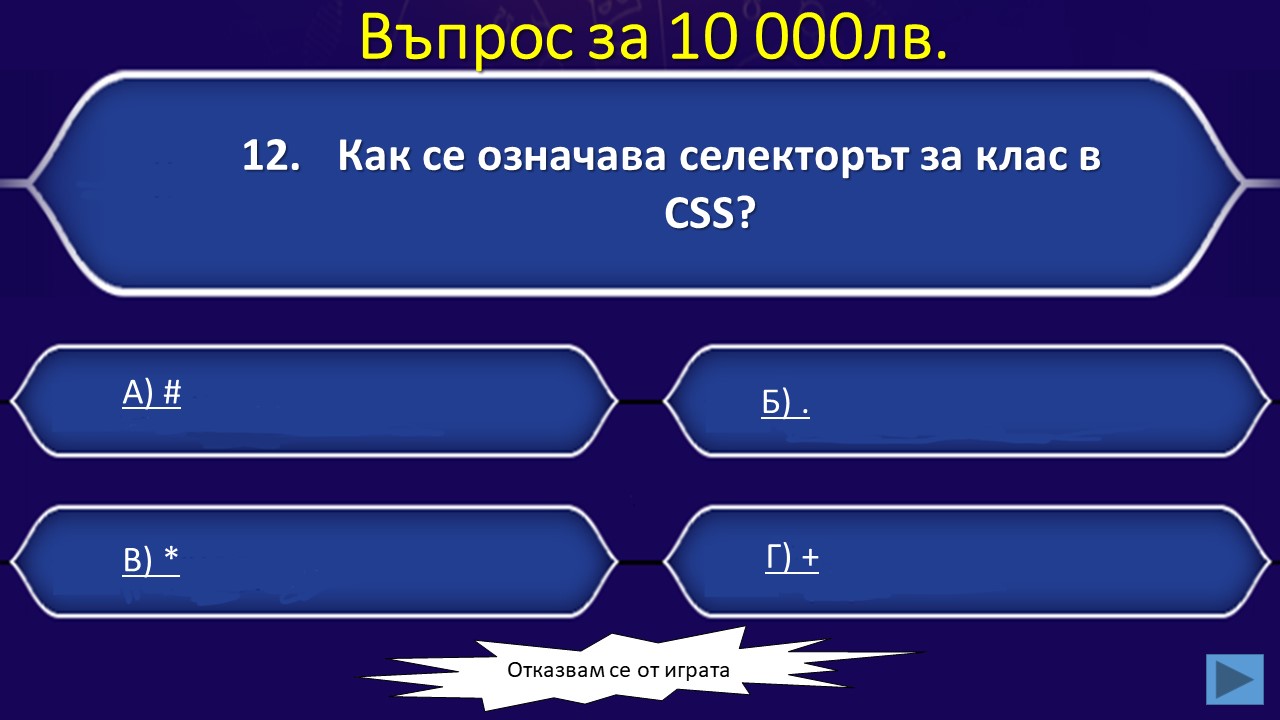 Въпрос за 10 000лв.
12. Как се означава селекторът за клас в
CSS?
А) #
Б) .
В) *
Г) +
Отказвам се от играта